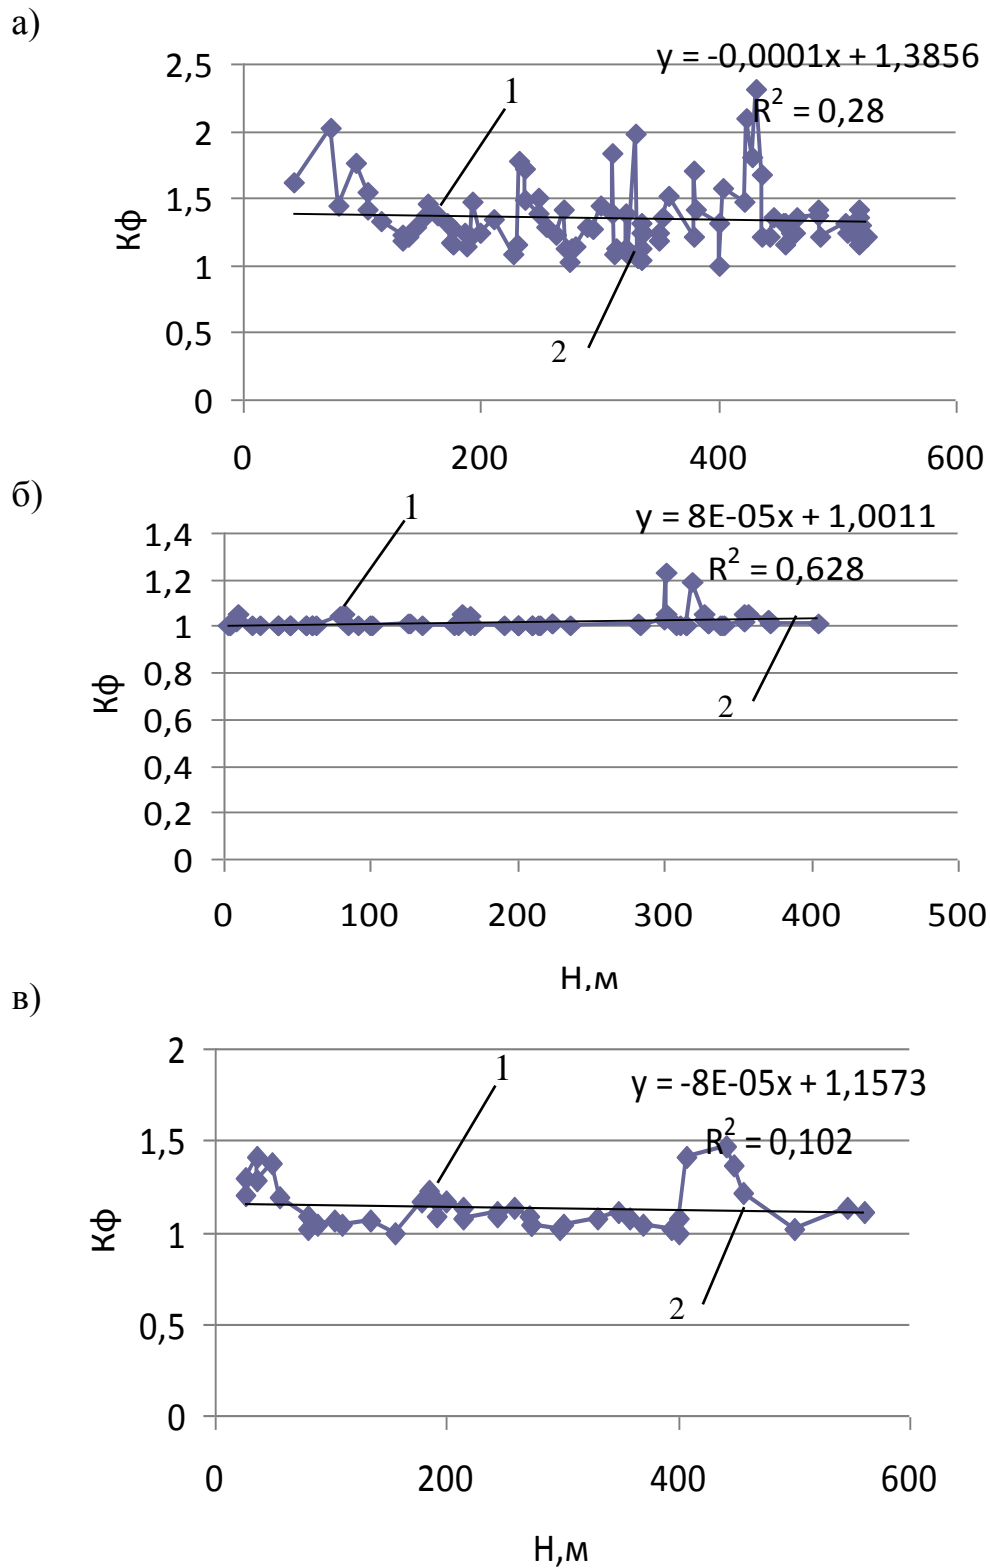 а)
y = -0,0001x + 1,3856
R² = 0,28
1
2
Кф
2,5
2
1,5
1
0,5
0
0 200 400 600
б)
y = 8E-05x + 1,0011
R² = 0,628
1
2
Кф
1,4
1,2
1
0,8
0,6
0,4
0,2
0
0 100 200 300 400 500
Н,м
в)
y = -8E-05x + 1,1573
R² = 0,102
1
2
Кф
2
1,5
1
0,5
0
0 200 400 600
Н,м